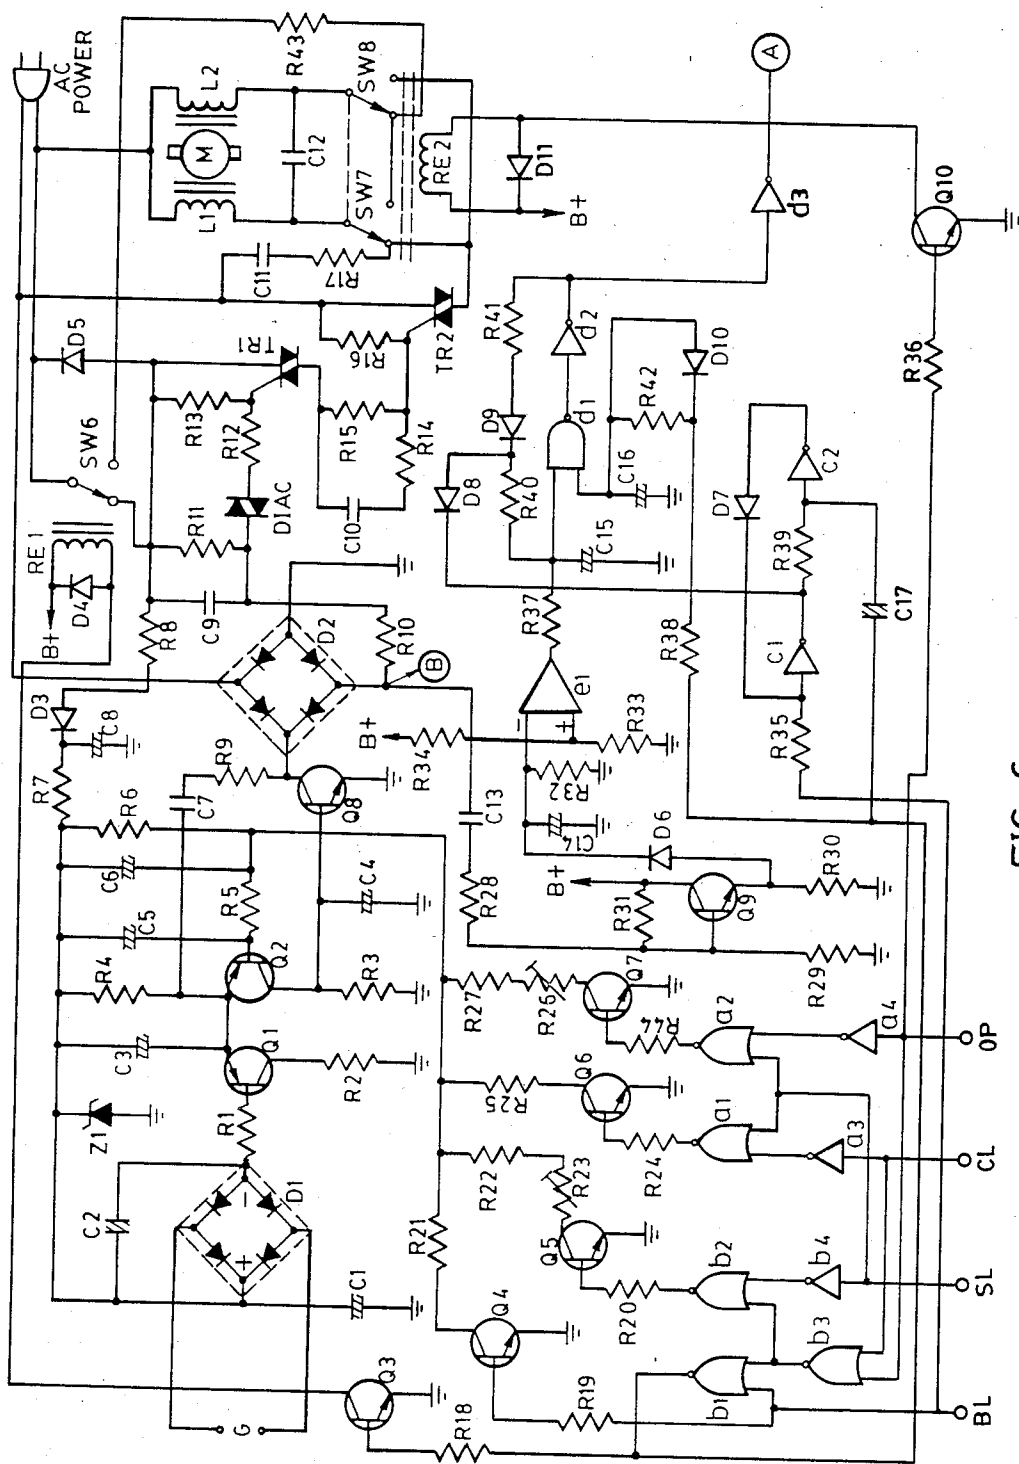 AC
POWER
L2
M
L1
C12
R43
SW8
SW7
RE2
D11
B+
A
d3
Q10
R36
D5
SW6
RE1
D4
B+
R13
R12
TR1
C11
R17
R16
TR2
R15
R14
C10
DIAC
R11
C9
R8
D2
R10
B
R41
D9
D8
R40
d2
d1
C15
C16
R42
D10
D7
C2
R39
C17
C1
R35
R38
R37
e1
−
+
R33
R34
B+
R32
C14
D6
D3
C8
R7
R6
C6
C7
R9
Q8
C4
R5
C5
R4
Q2
R3
C3
Q1
R2
Z1
R1
C2
D1
−
+
C1
G
C13
R28
B+
R31
Q9
R30
R29
R27
R26
Q7
R44
a2
a4
Q6
R25
R24
a1
a3
R22
R23
Q5
R20
b2
b4
R21
Q4
R19
b1
b3
Q3
R18
BL
SL
CL
OP